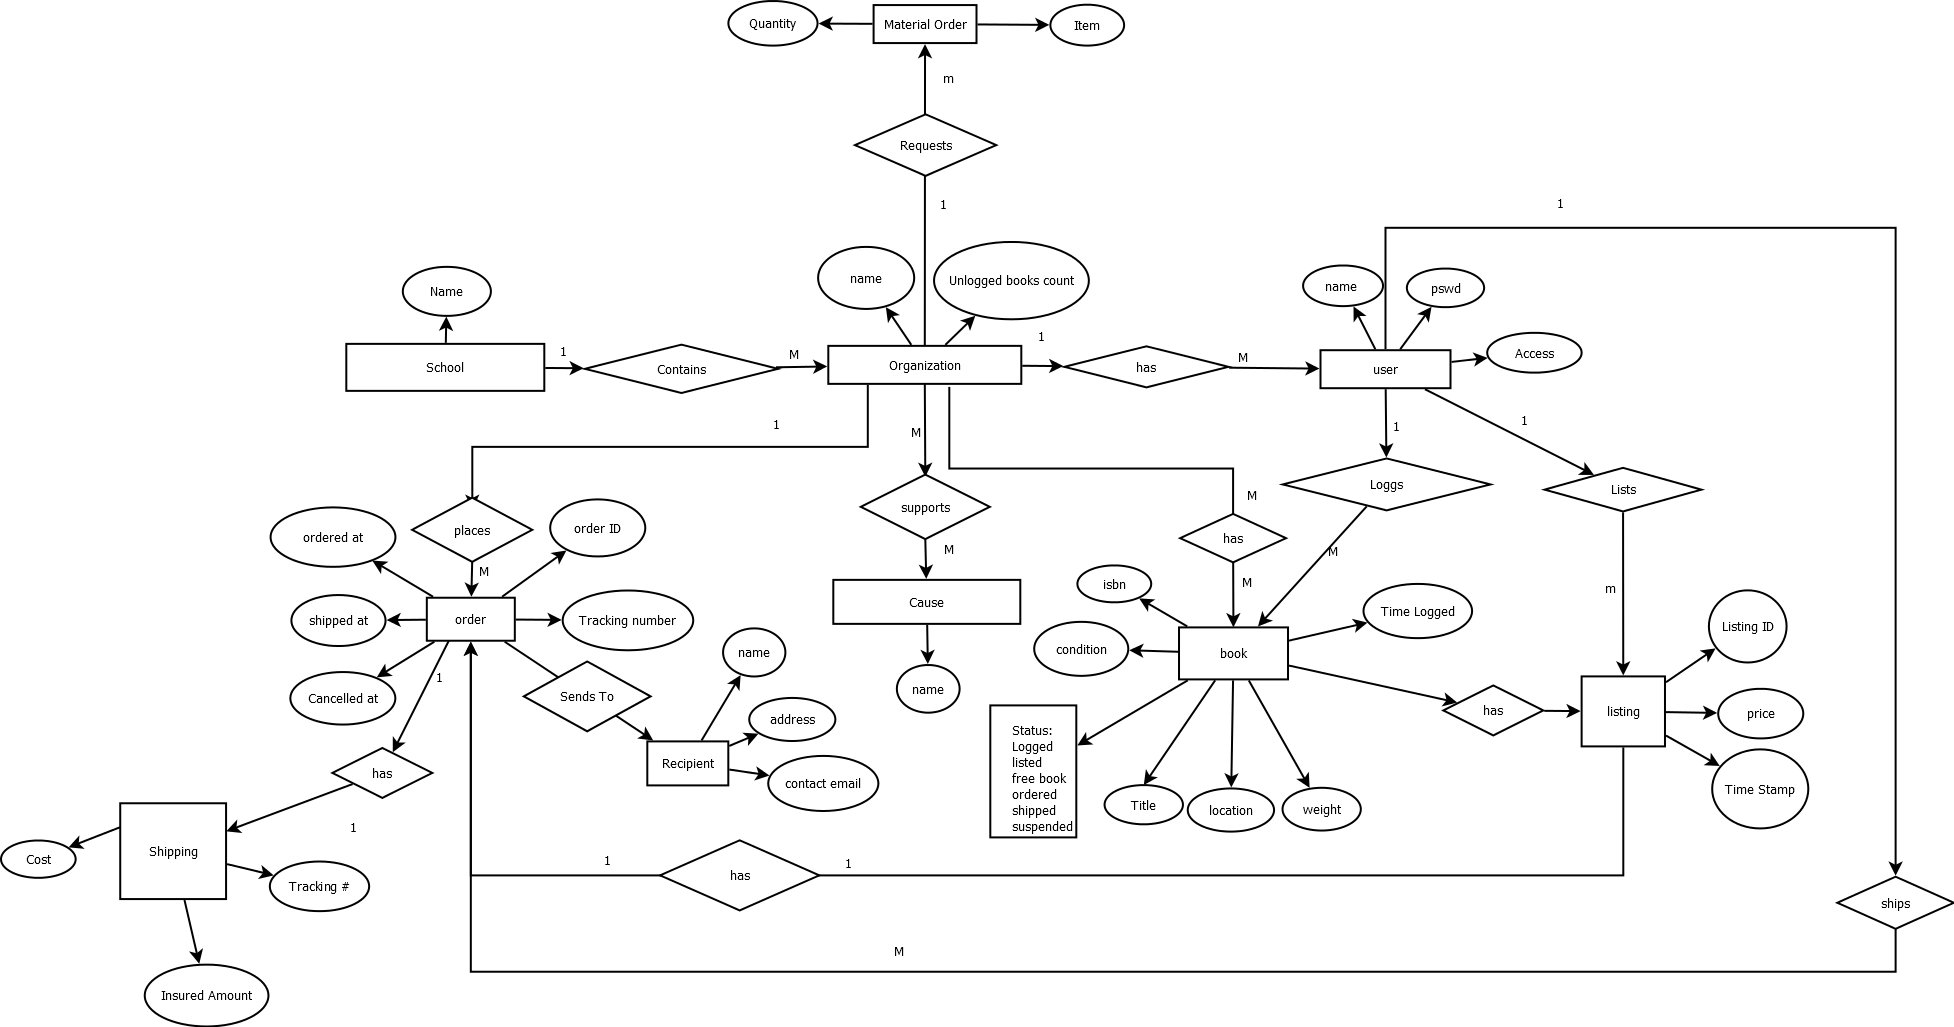 Quantity
Material Order
Item
m
Requests
1
1
name
Unlogged books count
Name
name
pswd
School
1
Contains
M
Organization
1
has
M
user
Access
1
M
1
1
Loggs
Lists
M
places
order ID
ordered at
supports
has
M
M
M
M
m
isbn
Time Logged
shipped at
order
Tracking number
Cause
condition
book
Listing ID
name
1
Cancelled at
Sends To
name
address
has
listing
price
Recipient
contact email
has
Status:
Logged
listed
free book
ordered
shipped
suspended
Title
location
weight
Time Stamp
1
Shipping
Cost
Tracking #
1
has
1
ships
M
Insured Amount